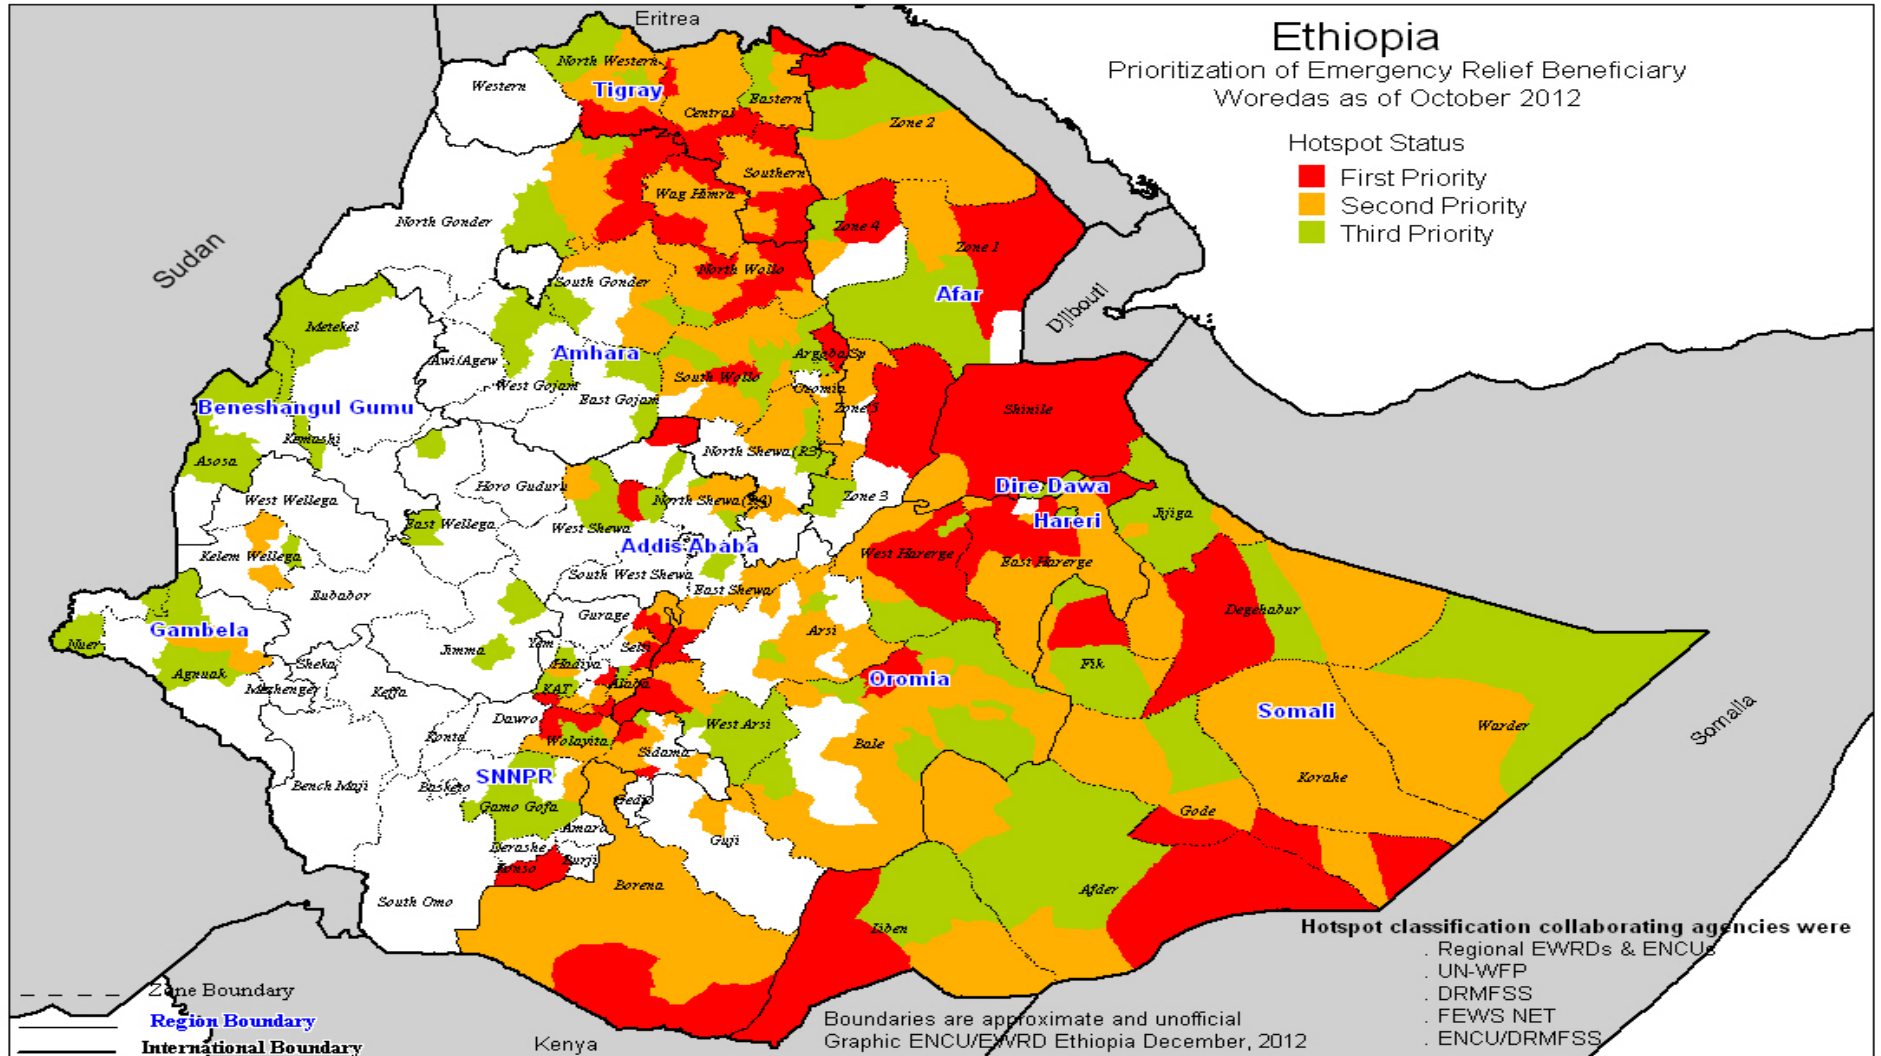 Ethiopia
Prioritization of Emergency Relief Beneficiary
Woredas as of October 2012
Hotspot Status
First Priority
Second Priority
Third Priority
Eritrea
Sudan
Djibouti
Somalia
Kenya
Western
North Western
Tigray
Central
Eastern
Zone 2
Southern
Wag Himra
North Gonder
Zone 4
Zone 1
North Wollo
South Gonder
Afar
Metekel
Amhara
Awi/Agew
Argoba Sp
West Gojam
South Wollo
Oromia
East Gojam
Zone 5
Shinile
Beneshangul Gumu
Kemashi
Asosa
North Shewa (R3)
Horo Guduru
West Wellega
North Shewa (R4)
Zone 3
Dire Dawa
Hareri
Jijiga
East Wellega
West Shewa
Addis Ababa
Kelem Wellega
West Harerge
East Harerge
South West Shewa
East Shewa
Ilubabor
Gurage
Degehabur
Gambela
Nuer
Arsi
Jimma
Yem
Selti
Hadiya
Sheka
Fik
Agnuak
Mezhenger
Keffa
KAT
Alaba
Oromia
Somali
Dawro
West Arsi
Warder
Konta
Wolayita
Sidama
Bale
SNNPR
Bench Maji
Basketo
Korahe
Gamo Gofa
Gedio
Gode
Amaro
Guji
Derashe
Burji
Konso
Borena
Afder
South Omo
Liben
Hotspot classification collaborating agencies were
. Regional EWRDs & ENCUs
. UN-WFP
. DRMFSS
. FEWS NET
. ENCU/DRMFSS
Zone Boundary
Region Boundary
International Boundary
Boundaries are approximate and unofficial
Graphic ENCU/EWRD Ethiopia December, 2012